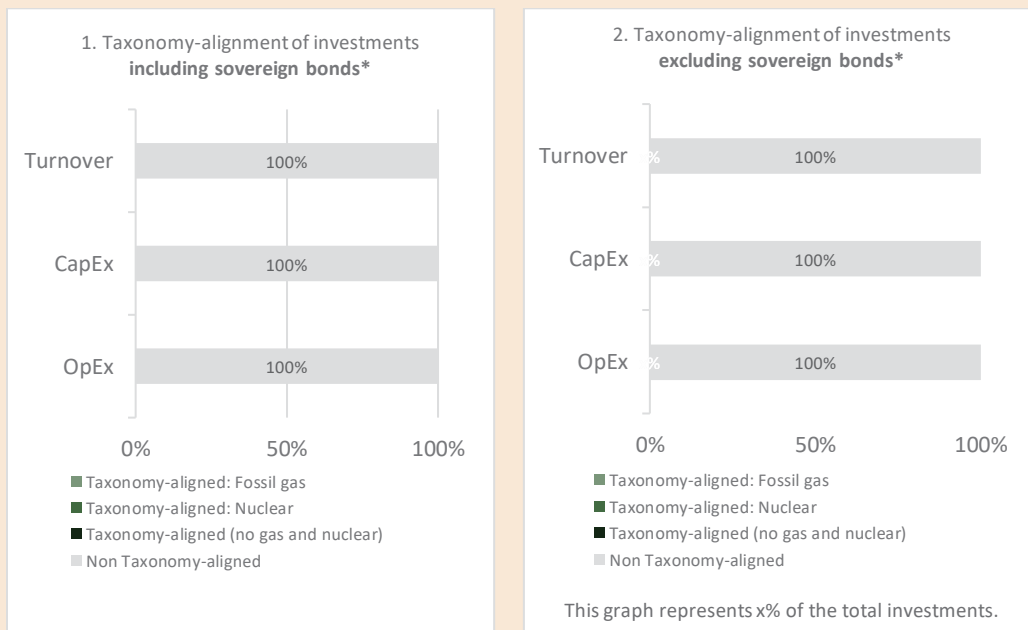 1. Taxonomy-alignment of investments
including sovereign bonds*
Turnover
100%
CapEx
100%
OpEx
100%
0%
50%
100%
Taxonomy-aligned: Fossil gas
Taxonomy-aligned: Nuclear
Taxonomy-aligned (no gas and nuclear)
Non Taxonomy-aligned
2. Taxonomy-alignment of investments
excluding sovereign bonds*
Turnover
%
100%
CapEx
%
100%
OpEx
%
100%
0%
50%
100%
Taxonomy-aligned: Fossil gas
Taxonomy-aligned: Nuclear
Taxonomy-aligned (no gas and nuclear)
Non Taxonomy-aligned
This graph represents x% of the total investments.